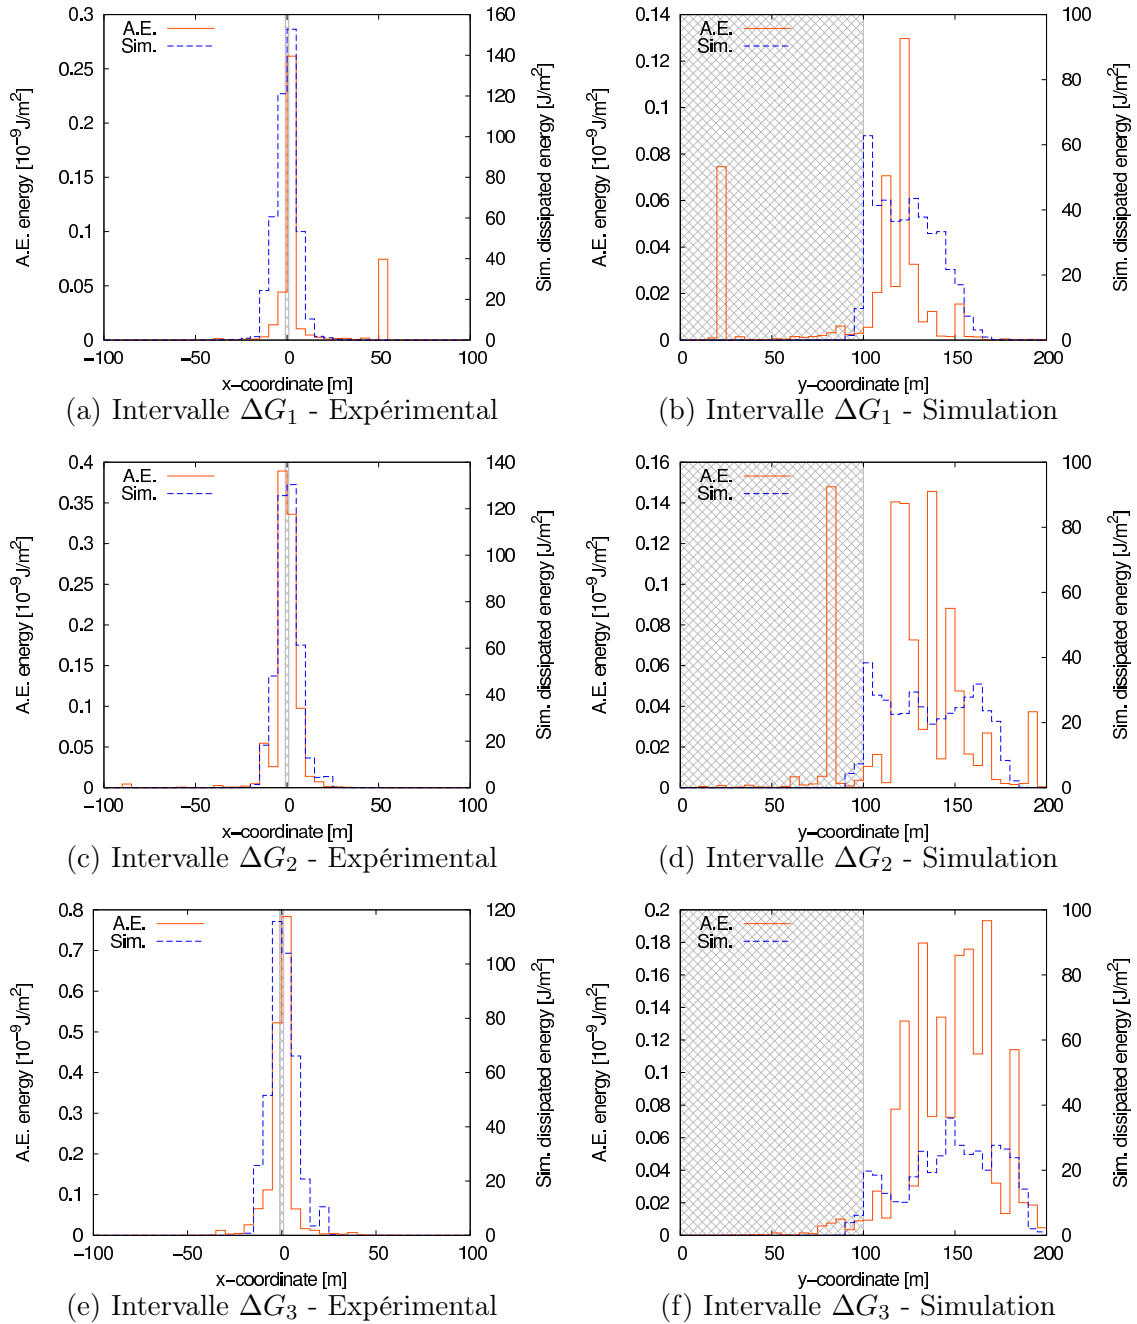 0.3
0.25
0.2
0.15
0.1
0.05
0
160
140
120
100
80
60
40
20
0
A.E.
Sim.
A.E. energy [10⁻⁹J/m²]
Sim. dissipated energy [J/m²]
−100 −50 0 50 100
x−coordinate [m]
(a) Intervalle ΔG₁ - Expérimental
0.14
0.12
0.1
0.08
0.06
0.04
0.02
0
100
80
60
40
20
0
A.E.
Sim.
A.E. energy [10⁻⁹J/m²]
Sim. dissipated energy [J/m²]
0 50 100 150 200
y−coordinate [m]
(b) Intervalle ΔG₁ - Simulation
0.4
0.35
0.3
0.25
0.2
0.15
0.1
0.05
0
140
120
100
80
60
40
20
0
A.E.
Sim.
A.E. energy [10⁻⁹J/m²]
Sim. dissipated energy [J/m²]
−100 −50 0 50 100
x−coordinate [m]
(c) Intervalle ΔG₂ - Expérimental
0.16
0.14
0.12
0.1
0.08
0.06
0.04
0.02
0
100
80
60
40
20
0
A.E.
Sim.
A.E. energy [10⁻⁹J/m²]
Sim. dissipated energy [J/m²]
0 50 100 150 200
y−coordinate [m]
(d) Intervalle ΔG₂ - Simulation
0.8
0.7
0.6
0.5
0.4
0.3
0.2
0.1
0
120
100
80
60
40
20
0
A.E.
Sim.
A.E. energy [10⁻⁹J/m²]
Sim. dissipated energy [J/m²]
−100 −50 0 50 100
x−coordinate [m]
(e) Intervalle ΔG₃ - Expérimental
0.2
0.18
0.16
0.14
0.12
0.1
0.08
0.06
0.04
0.02
0
100
80
60
40
20
0
A.E.
Sim.
A.E. energy [10⁻⁹J/m²]
Sim. dissipated energy [J/m²]
0 50 100 150 200
y−coordinate [m]
(f) Intervalle ΔG₃ - Simulation